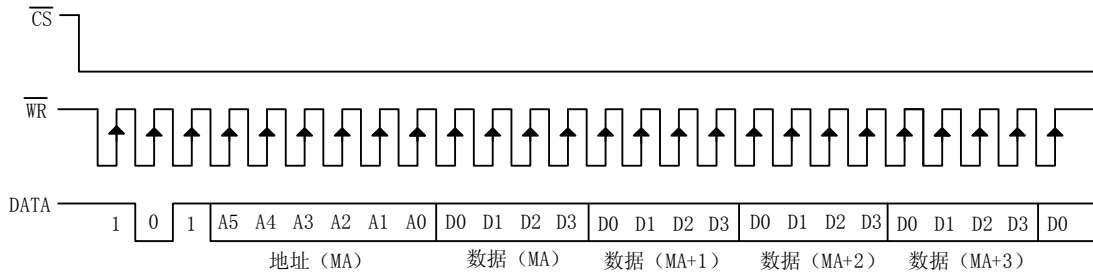 CS
WR
DATA 1 0 1 A5 A4 A3 A2 A1 A0 D0 D1 D2 D3 D0 D1 D2 D3 D0 D1 D2 D3 D0 D1 D2 D3 D0
地址（MA） 数据（MA） 数据（MA+1） 数据（MA+2） 数据（MA+3）